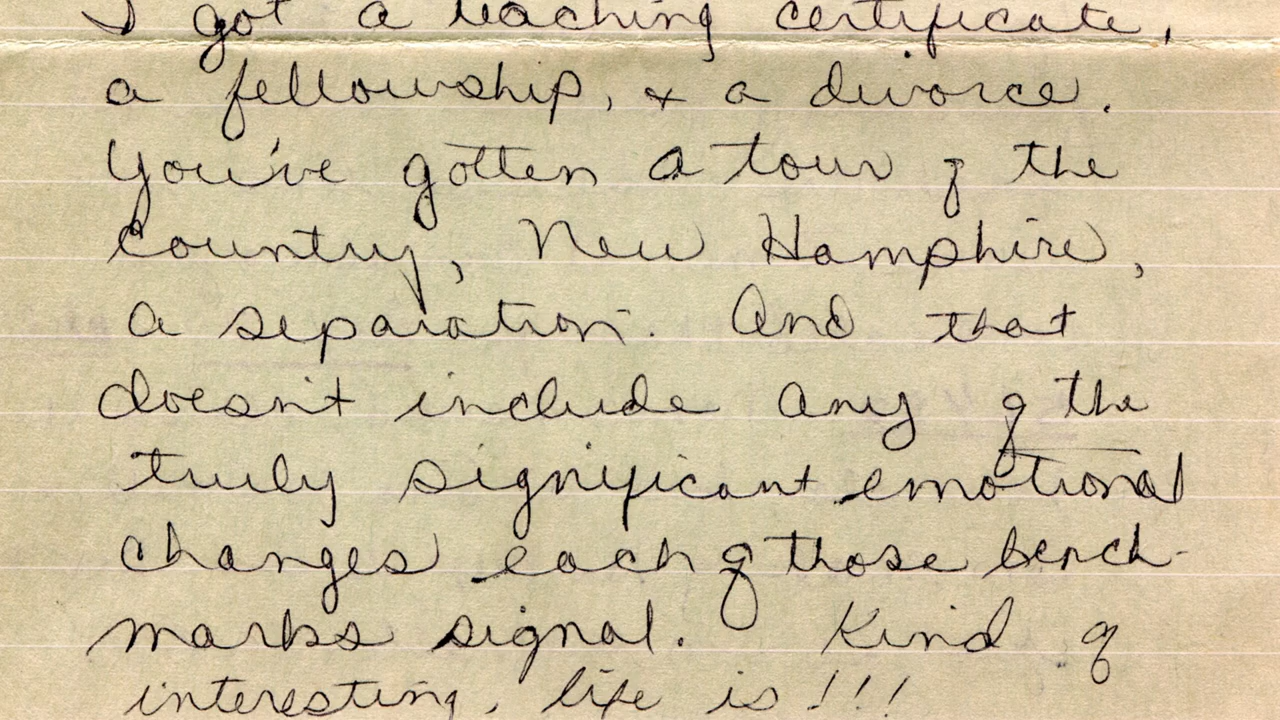 I got a teaching certificate,
a fellowship, & a divorce.
You've gotten a tour of the
country, New Hampshire,
a separation. And that
doesn't include any of the
truly significant emotional
changes each of those bench-
marks signal. Kind of
interesting, life is!!!